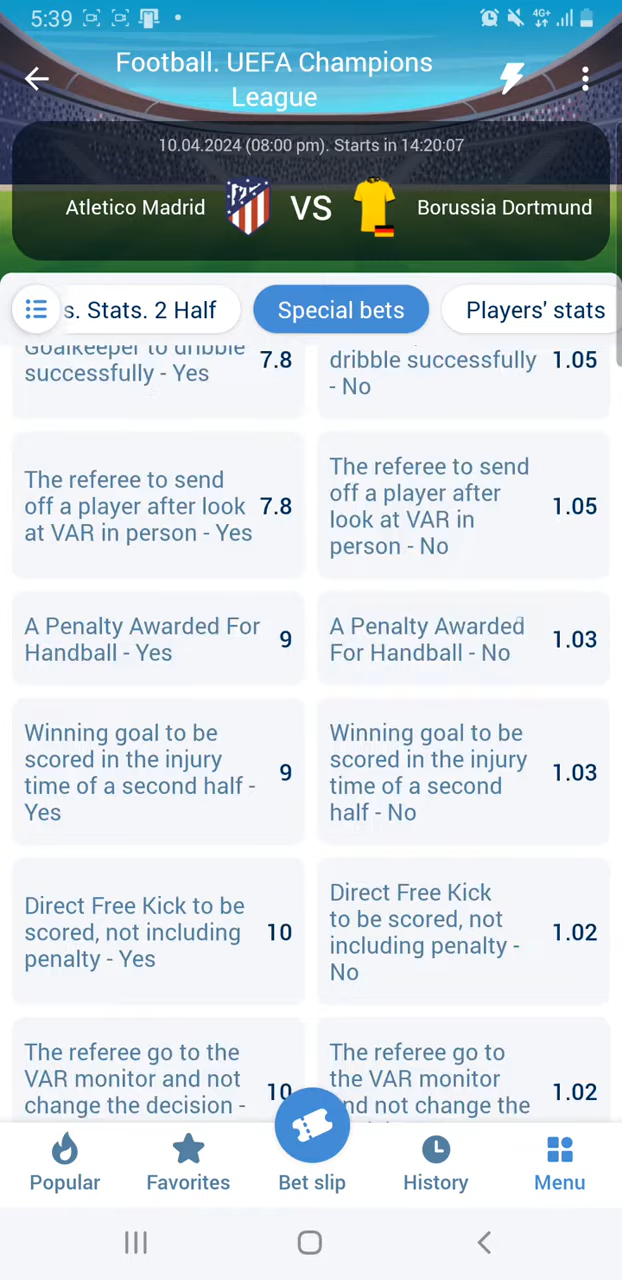 5:39
4G+
Football. UEFA Champions
League
10.04.2024 (08:00 pm). Starts in 14:20:07
Atletico Madrid
VS
Borussia Dortmund
s. Stats. 2 Half
Special bets
Players' stats
Goalkeeper to dribble
successfully - Yes
7.8
dribble successfully
- No
1.05
The referee to send
off a player after look
at VAR in person - Yes
7.8
The referee to send
off a player after
look at VAR in
person - No
1.05
A Penalty Awarded For
Handball - Yes
9
A Penalty Awarded
For Handball - No
1.03
Winning goal to be
scored in the injury
time of a second half -
Yes
9
Winning goal to be
scored in the injury
time of a second
half - No
1.03
Direct Free Kick to be
scored, not including
penalty - Yes
10
Direct Free Kick
to be scored, not
including penalty -
No
1.02
The referee go to the
VAR monitor and not
change the decision -
10
The referee go to
the VAR monitor
and not change the
1.02
Popular
Favorites
Bet slip
History
Menu